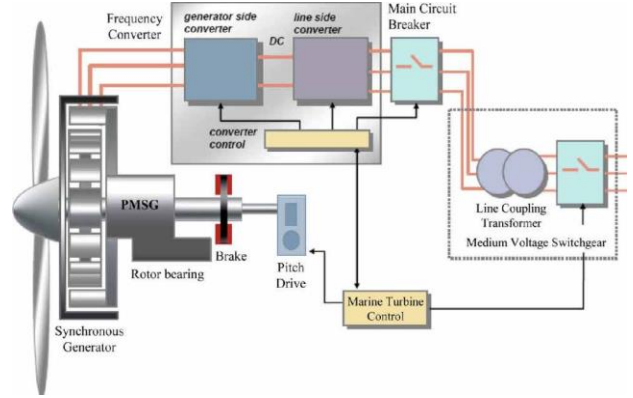 Frequency
Converter
generator side
converter
DC
line side
converter
Main Circuit
Breaker
converter
control
PMSG
Rotor bearing
Brake
Pitch
Drive
Synchronous
Generator
Line Coupling
Transformer
Medium Voltage Switchgear
Marine Turbine
Control